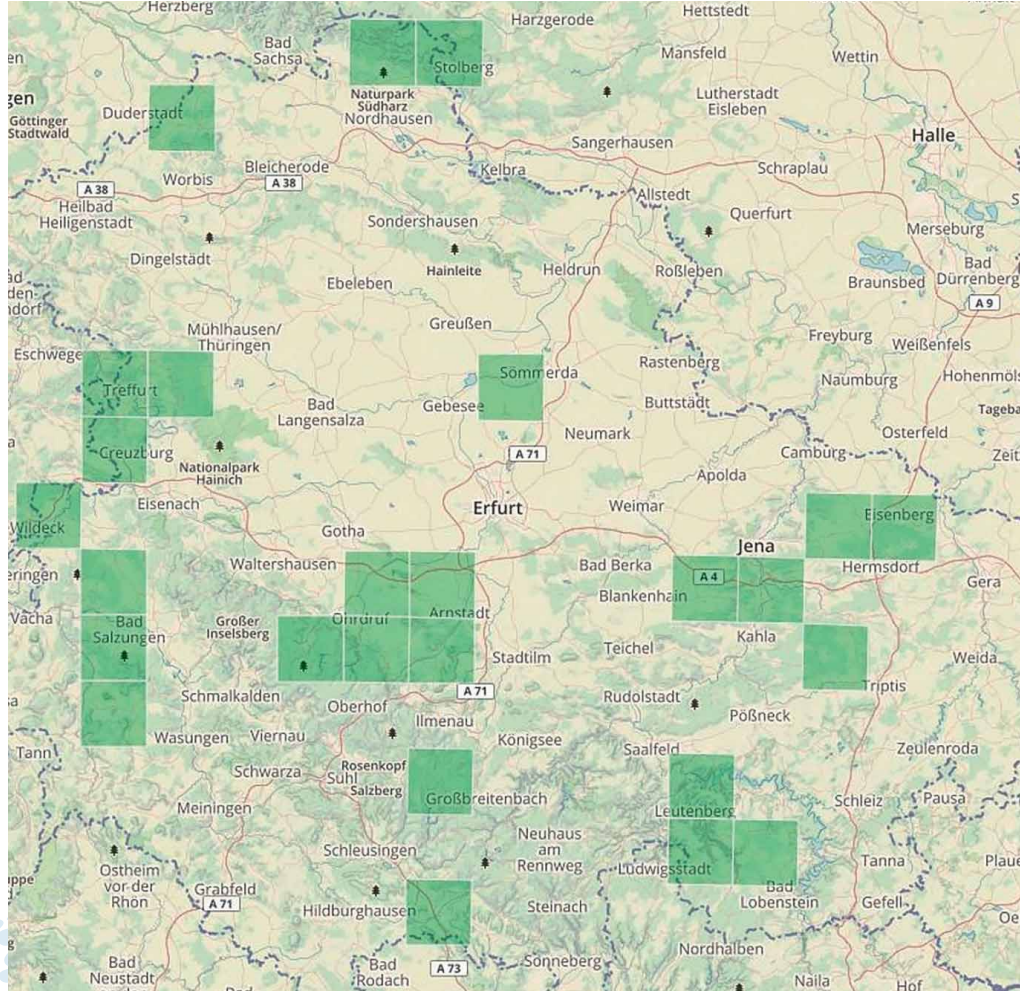 Herzberg
Harzgerode
Hettstedt
Bad
Sachsa
Mansfeld
Wettin
Stolberg
Naturpark
Südharz
Nordhausen
Lutherstadt
Eisleben
Duderstadt
Göttinger
Stadtwald
Halle
Sangerhausen
Bleicherode
Kelbra
Schraplau
Worbis
A 38
A 38
Heilbad
Heiligenstadt
Allstedt
Sondershausen
Querfurt
Merseburg
Dingelstädt
Hainleite
Heldrun
Roßleben
Bad
Dürrenberg
Ebeleben
Braunsbed
A 9
Greußen
Mühlhausen/
Thüringen
Freyburg
Weißenfels
Eschwege
Rastenberg
Treffurt
Sömmerda
Naumburg
Hohenmöls
Bad
Langensalza
Gebesee
Buttstädt
Tageba
Neumark
Osterfeld
Creuzburg
A 71
Camburg
Zeit
Nationalpark
Hainich
Apolda
Eisenach
Erfurt
Weimar
Eisenberg
Wildeck
Gotha
Jena
Waltershausen
Bad Berka
Hermsdorf
eringen
A 4
Gera
Blankenhain
Vacha
Bad
Salzungen
Großer
Inselsberg
Ohrdruf
Arnstadt
Kahla
Stadtilm
Teichel
Weida
Schmalkalden
A 71
Rudolstadt
Triptis
Oberhof
Ilmenau
Pößneck
Wasungen
Viernau
Königsee
Saalfeld
Zeulenroda
Tann
Schwarza
Suhl
Rosenkopf
Salzberg
Großbreitenbach
Meiningen
Leutenberg
Schleiz
Pausa
Schleusingen
Neuhaus
am
Rennweg
Ludwigsstadt
Tanna
Plaue
Ostheim
vor der
Rhön
Grabfeld
A 71
Bad
Lobenstein
Gefell
Hildburghausen
Steinach
Nordhalben
Bad
Neustadt
Bad
Rodach
A 73
Sonneberg
Naila
Hof